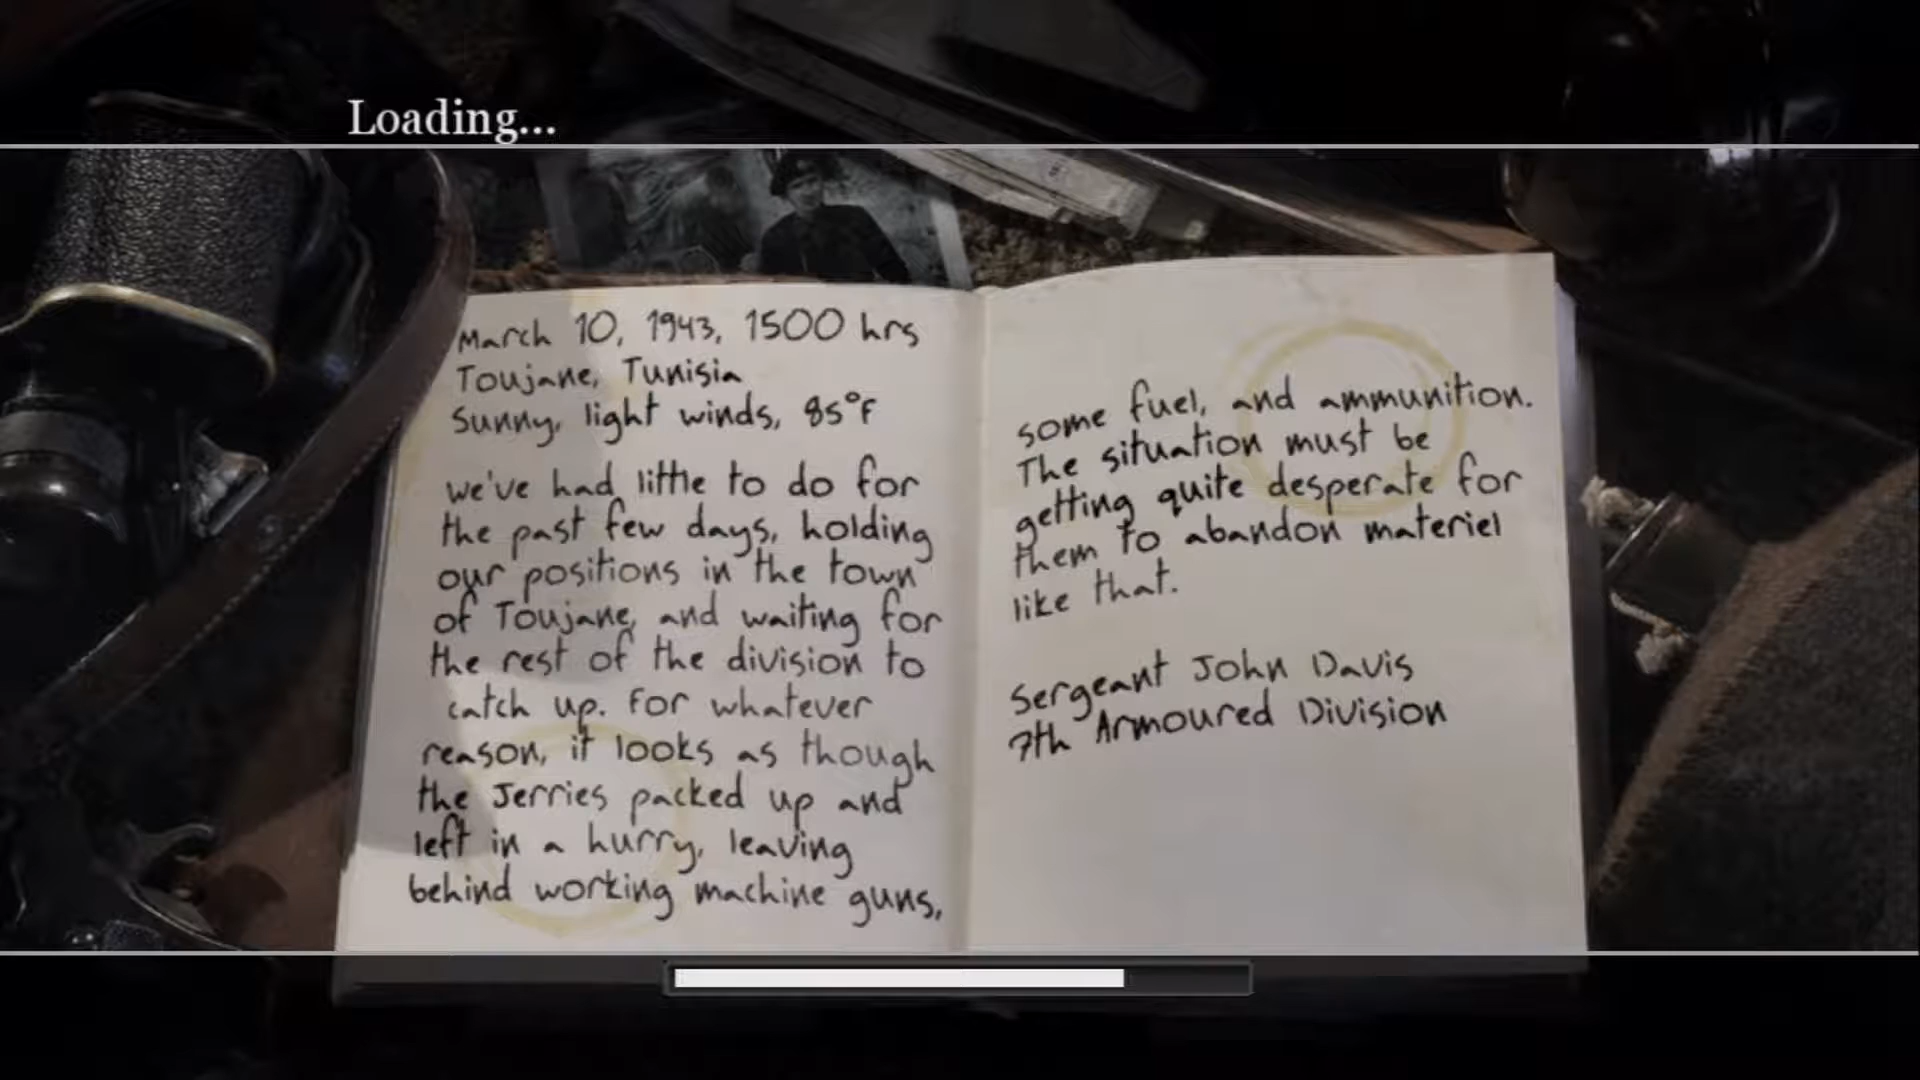 Loading...
March 10, 1943, 1500 hrs
Toujane, Tunisia
Sunny, light winds, 85°F
We've had little to do for
the past few days, holding
our positions in the town
of Toujane, and waiting for
the rest of the division to
catch up. For whatever
reason, it looks as though
the Jerries packed up and
left in a hurry, leaving
behind working machine guns,
some fuel, and ammunition.
The situation must be
getting quite desperate for
them to abandon materiel
like that.
Sergeant John Davis
7th Armoured Division